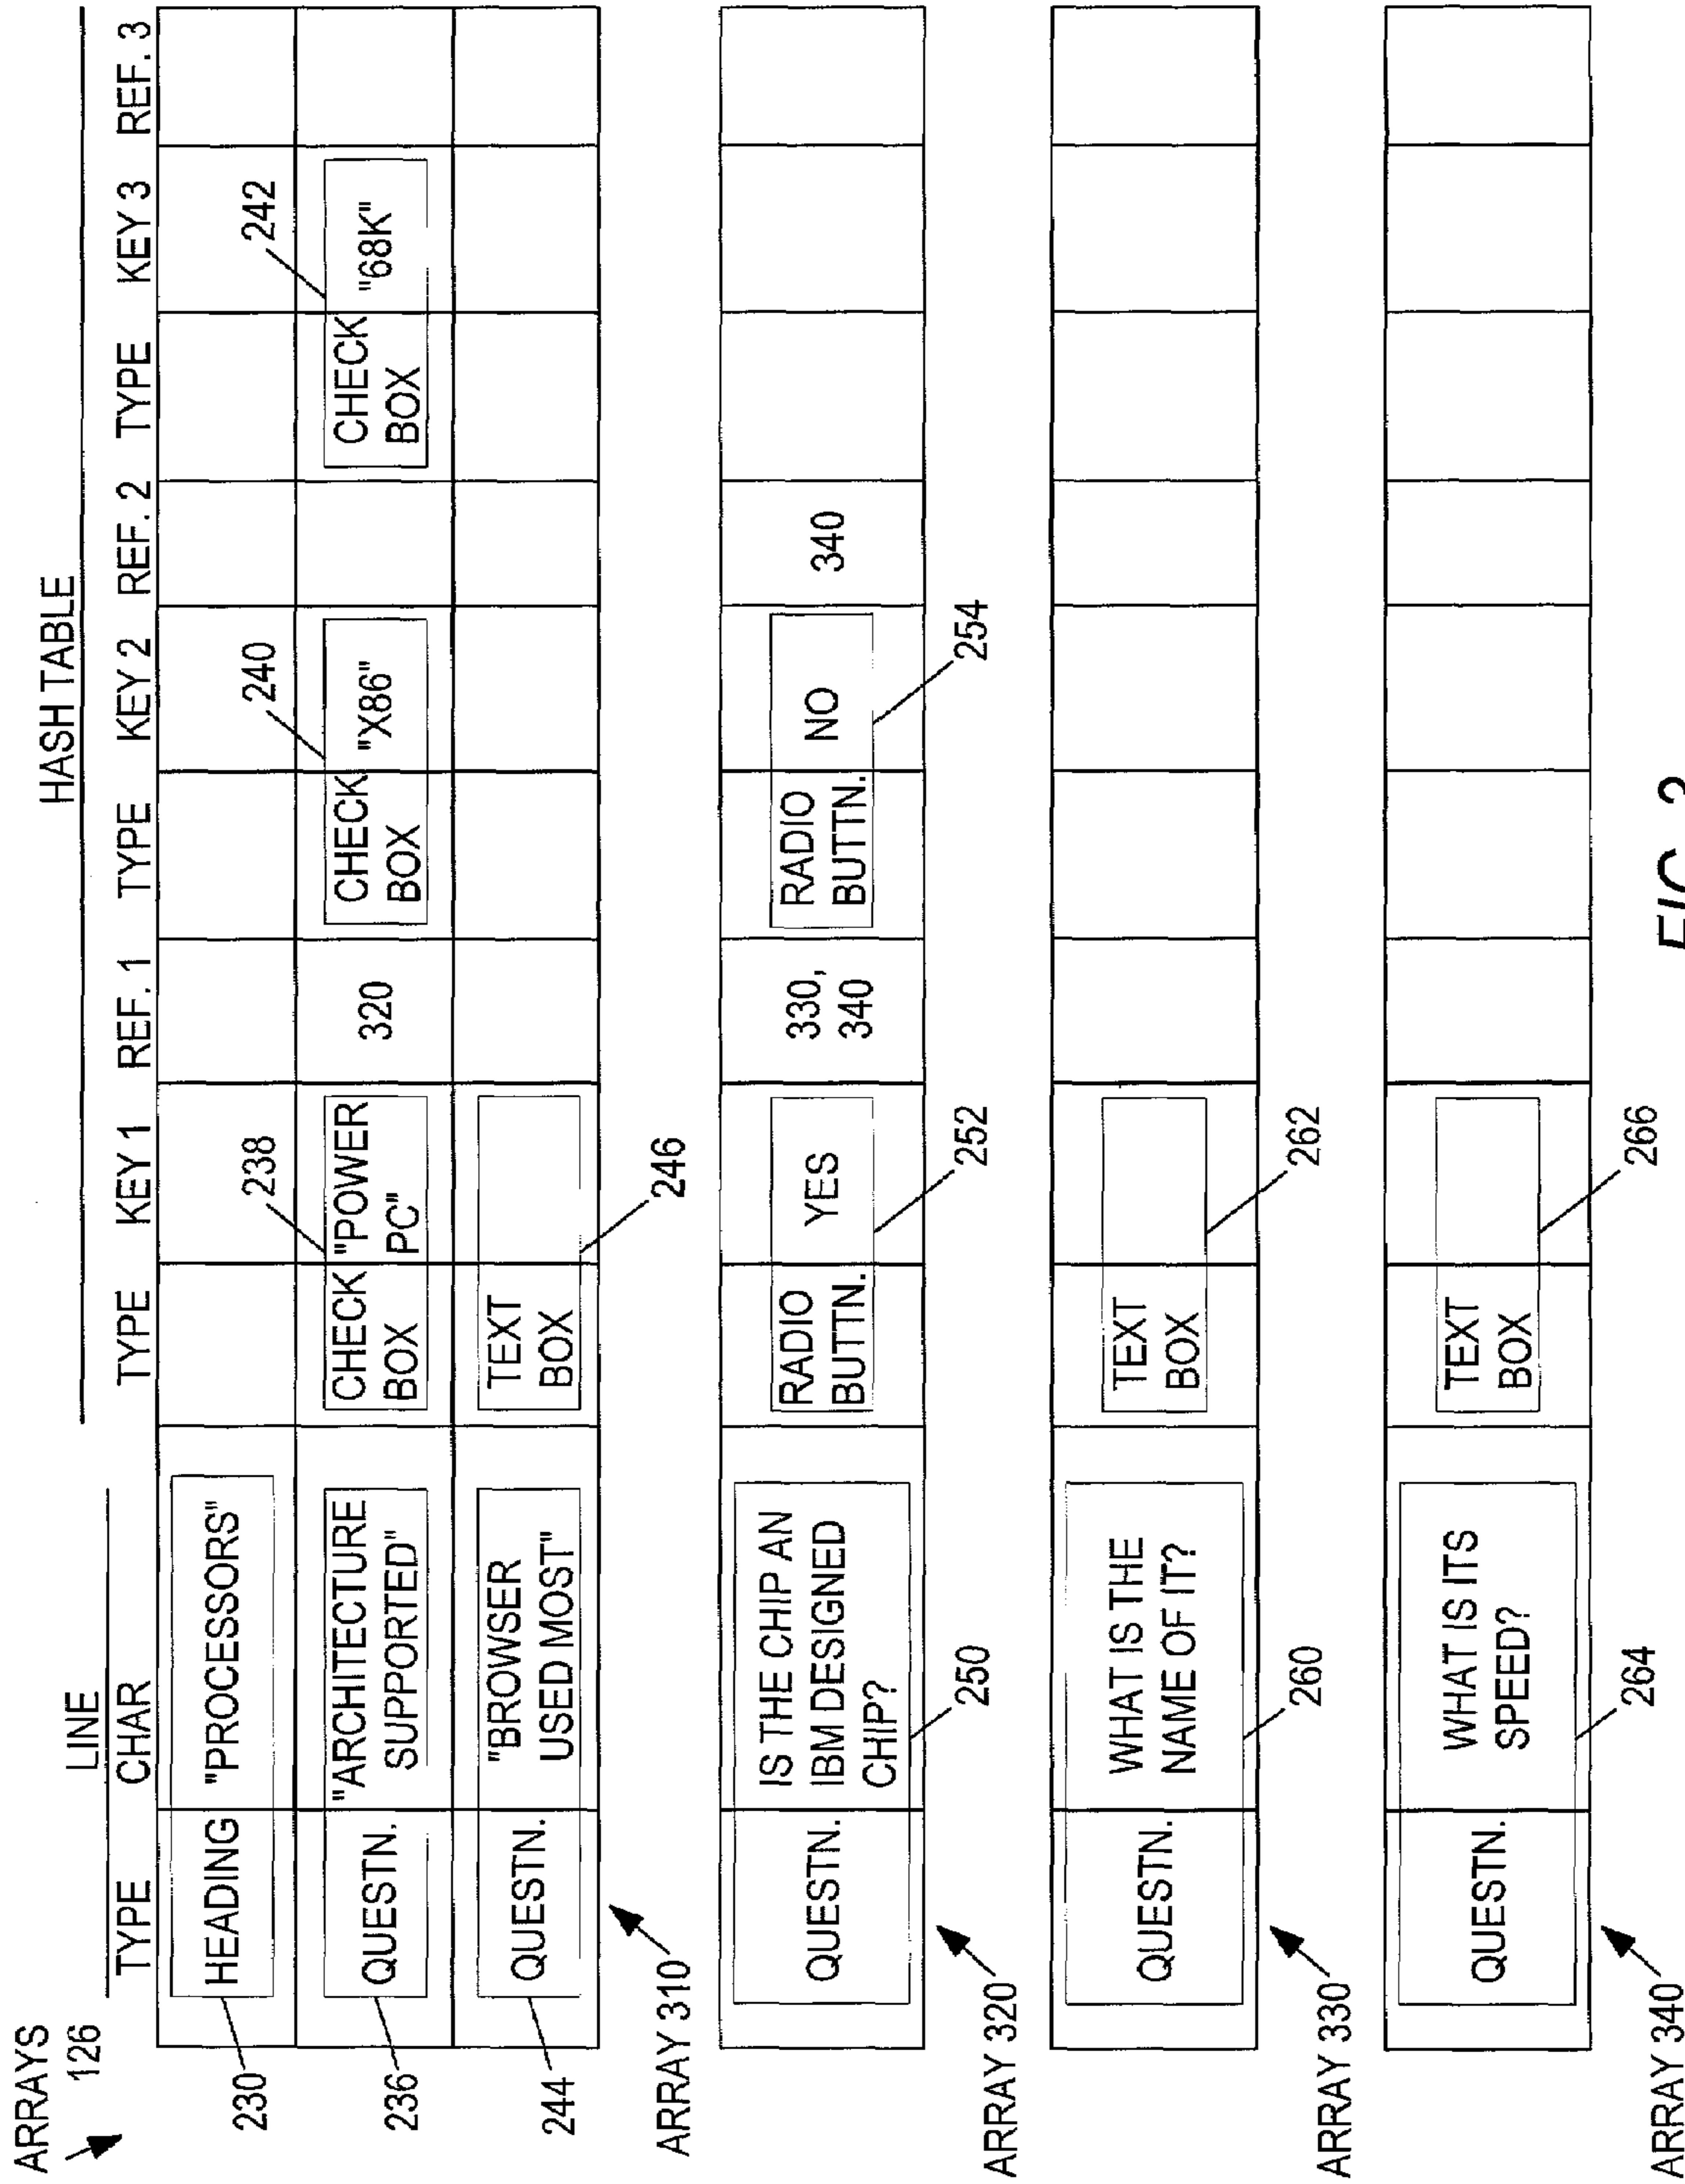 HASH TABLE
ARRAYS
126
LINE
TYPE CHAR TYPE KEY 1 REF. 1 TYPE KEY 2 REF. 2 TYPE KEY 3 REF. 3
230
HEADING "PROCESSORS"
238
240
242
236
QUESTN. "ARCHITECTURE SUPPORTED" CHECK BOX "POWER PC" 320 CHECK BOX "X86" CHECK BOX "68K"
244
QUESTN. "BROWSER USED MOST" TEXT BOX
246
ARRAY 310
QUESTN. IS THE CHIP AN IBM DESIGNED CHIP? RADIO BUTTN. YES 330, 340 RADIO BUTTN. NO 340
250
252
254
ARRAY 320
QUESTN. WHAT IS THE NAME OF IT? TEXT BOX
260
262
ARRAY 330
QUESTN. WHAT IS ITS SPEED? TEXT BOX
264
266
ARRAY 340